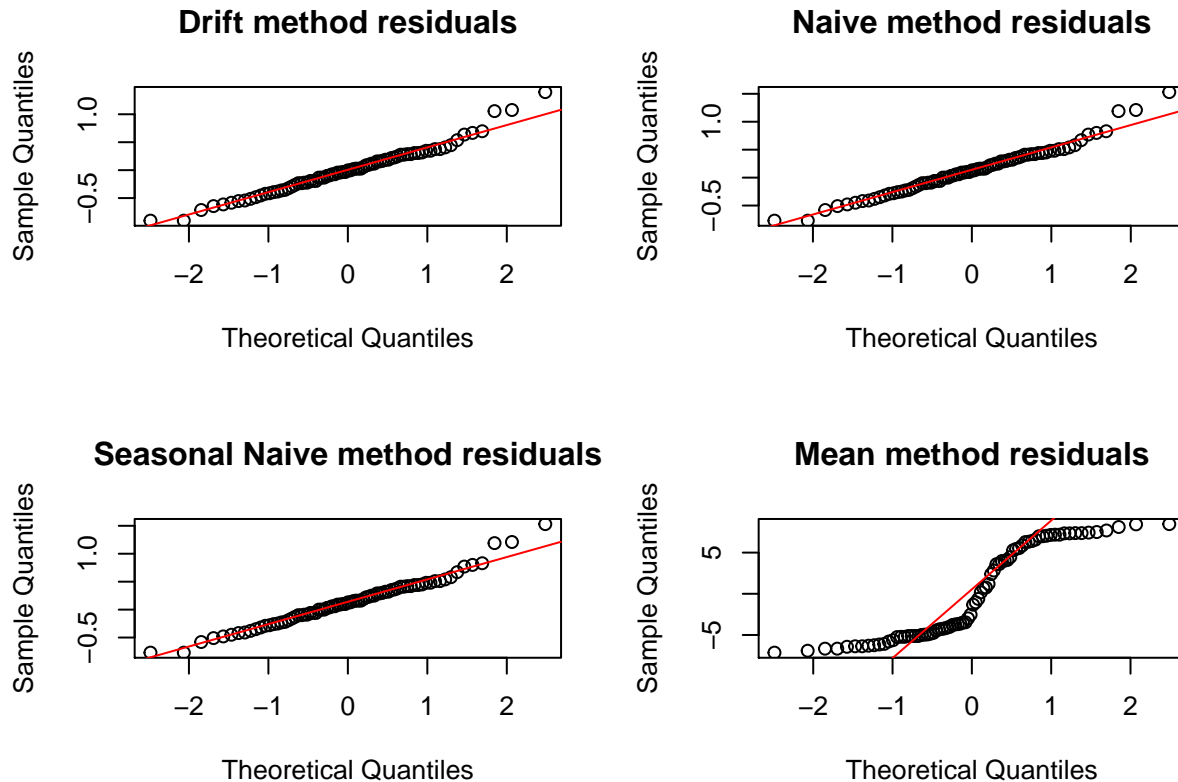 Drift method residuals
Sample Quantiles
1.0
−0.5
−2 −1 0 1 2
Theoretical Quantiles
Naive method residuals
Sample Quantiles
1.0
−0.5
−2 −1 0 1 2
Theoretical Quantiles
Seasonal Naive method residuals
Sample Quantiles
1.0
−0.5
−2 −1 0 1 2
Theoretical Quantiles
Mean method residuals
Sample Quantiles
5
−5
−2 −1 0 1 2
Theoretical Quantiles